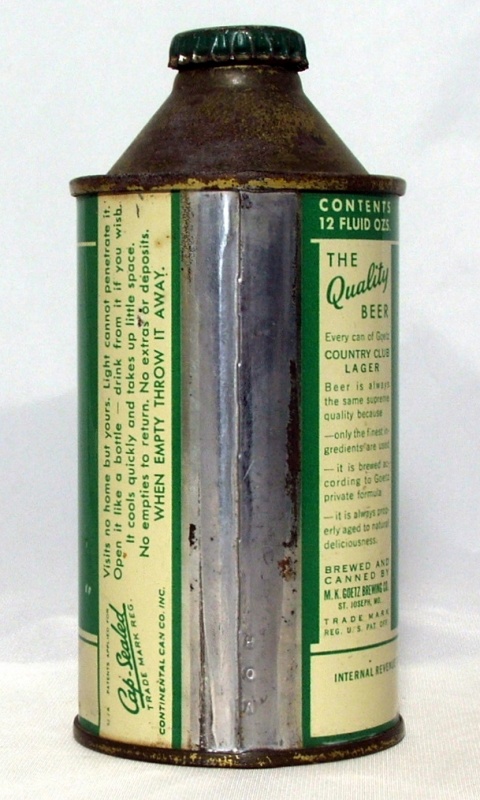 Visits no home but yours. Light cannot penetrate it.
Open it like a bottle — drink from it if you wish.
It cools quickly and takes up little space.
No empties to return. No extras or deposits.
WHEN EMPTY THROW IT AWAY.
Cap-Sealed
TRADE MARK REG.
CONTINENTAL CAN CO. INC.
CONTENTS
12 FLUID OZS.
THE
Quality
BEER
Every can of Goetz
COUNTRY CLUB
LAGER
Beer is always
the same supreme
quality because
—only the finest in-
gredients are used
—it is brewed ac-
cording to Goetz
private formula
—it is always prop-
erly aged to natural
deliciousness.
BREWED AND
CANNED BY
M. K. GOETZ BREWING CO.
ST. JOSEPH, MO.
TRADE MARK
REG. U. S. PAT. OFF.
INTERNAL REVENUE